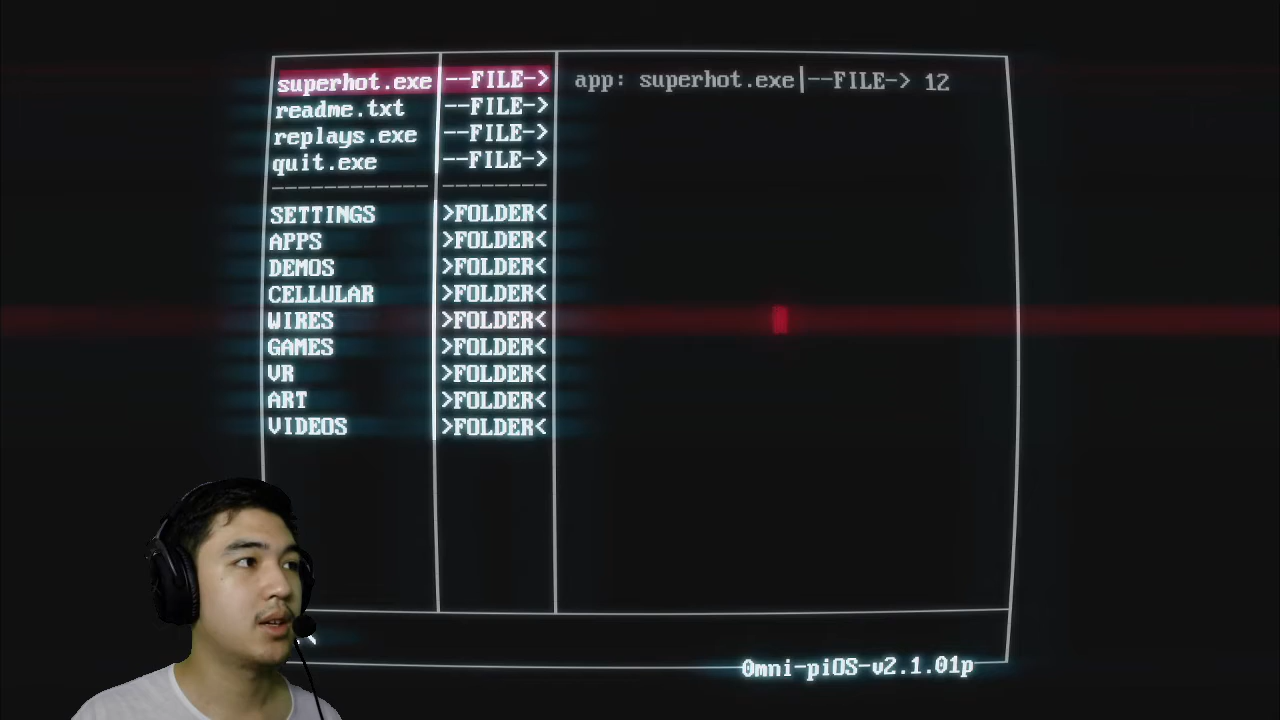 superhot.exe --FILE-> app: superhot.exe|--FILE-> 12
readme.txt --FILE->
replays.exe --FILE->
quit.exe --FILE->
------------- --------
SETTINGS >FOLDER<
APPS >FOLDER<
DEMOS >FOLDER<
CELLULAR >FOLDER<
WIRES >FOLDER<
GAMES >FOLDER<
VR >FOLDER<
ART >FOLDER<
VIDEOS >FOLDER<
0mni-piOS-v2.1.01p